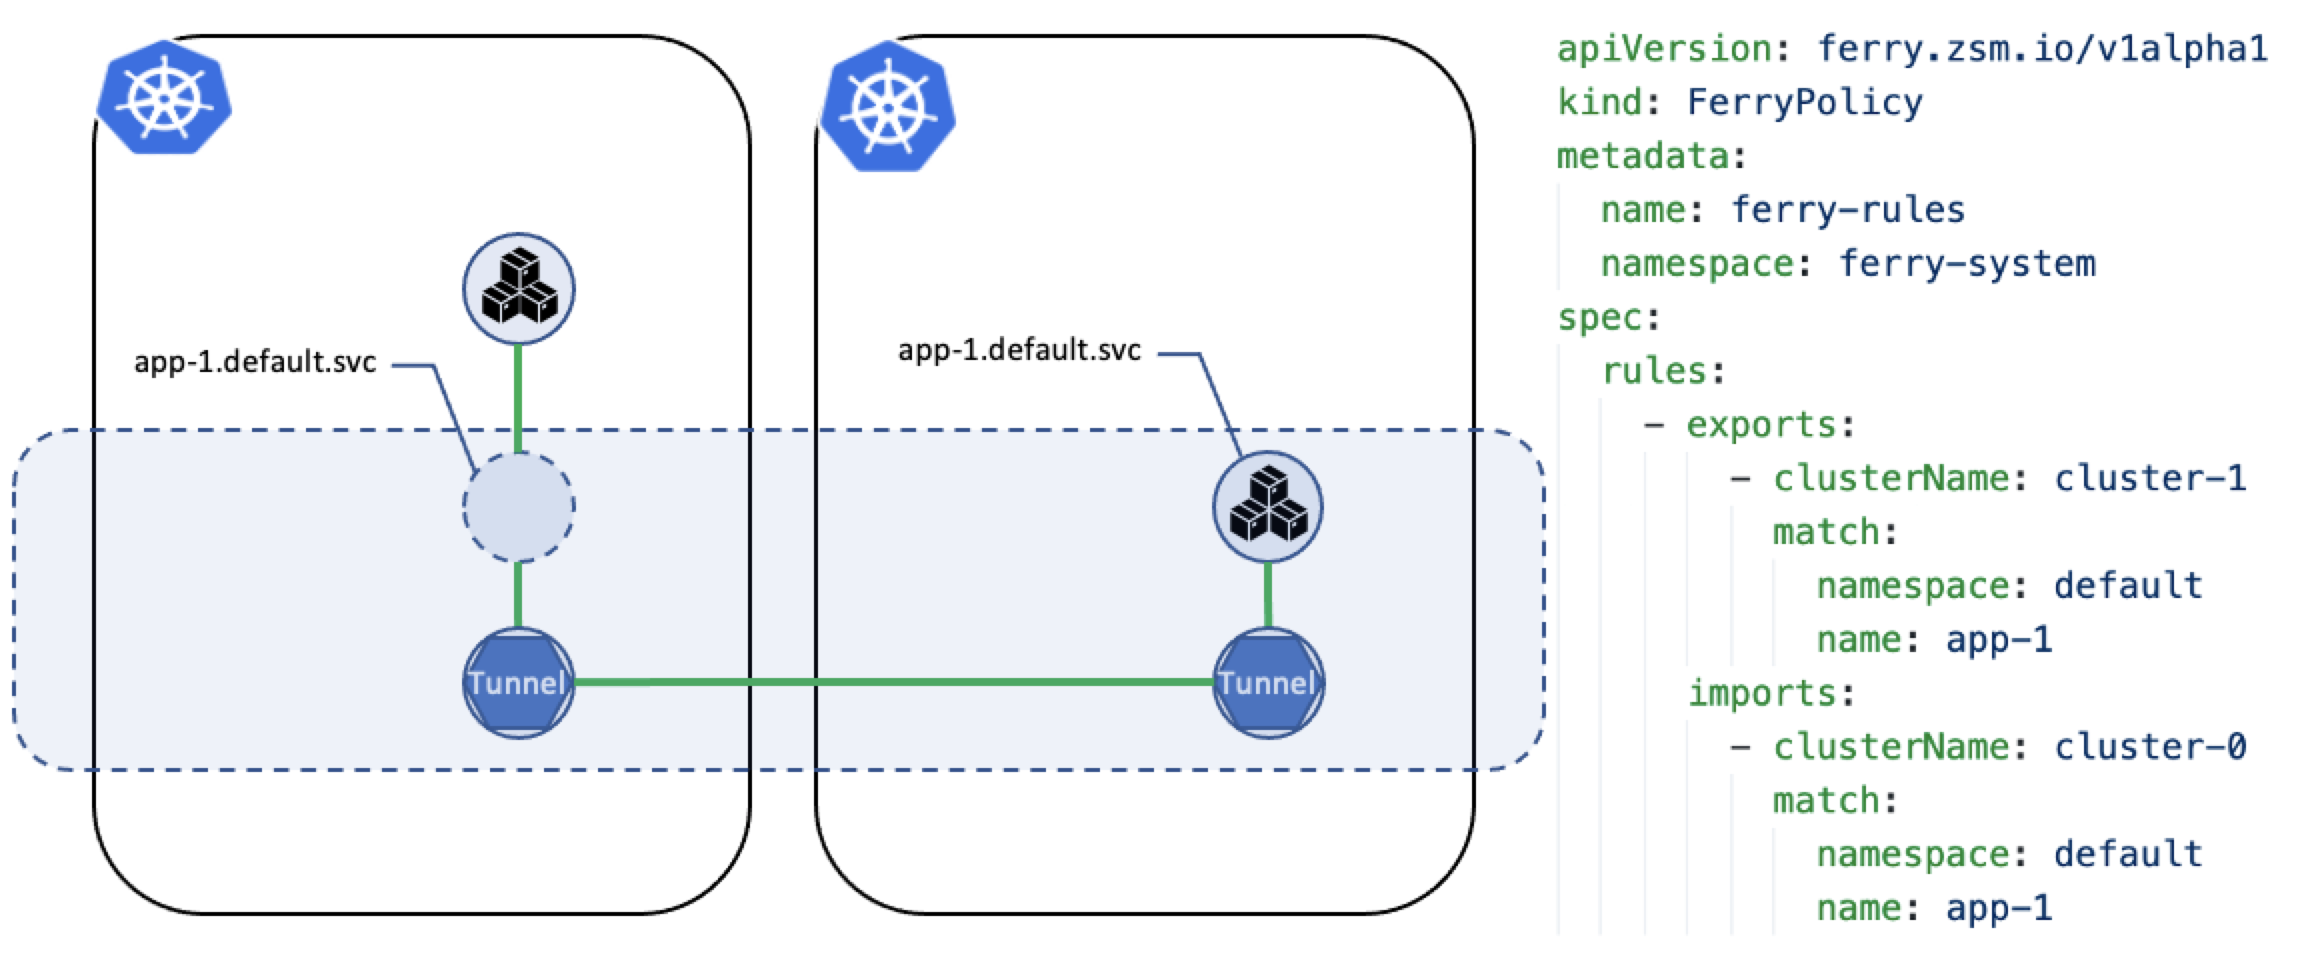 app-1.default.svc
Tunnel
app-1.default.svc
Tunnel
apiVersion: ferry.zsm.io/v1alpha1
kind: FerryPolicy
metadata:
  name: ferry-rules
  namespace: ferry-system
spec:
  rules:
    - exports:
        - clusterName: cluster-1
          match:
            namespace: default
            name: app-1
      imports:
        - clusterName: cluster-0
          match:
            namespace: default
            name: app-1